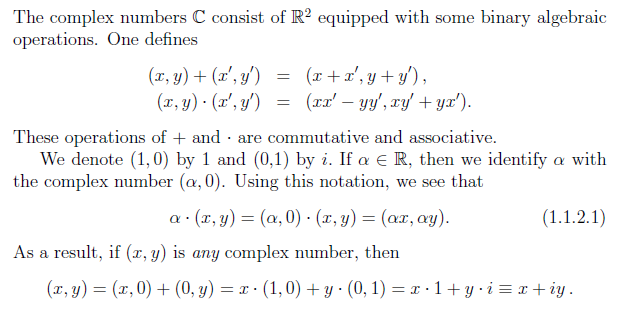 The complex numbers ℂ consist of ℝ² equipped with some binary algebraic
operations. One defines
(x, y) + (x′, y′) = (x + x′, y + y′) ,
(x, y) · (x′, y′) = (xx′ − yy′, xy′ + yx′).
These operations of + and · are commutative and associative.
We denote (1, 0) by 1 and (0,1) by i. If α ∈ ℝ, then we identify α with
the complex number (α, 0). Using this notation, we see that
α · (x, y) = (α, 0) · (x, y) = (αx, αy). (1.1.2.1)
As a result, if (x, y) is any complex number, then
(x, y) = (x, 0) + (0, y) = x · (1, 0) + y · (0, 1) = x · 1 + y · i ≡ x + iy .